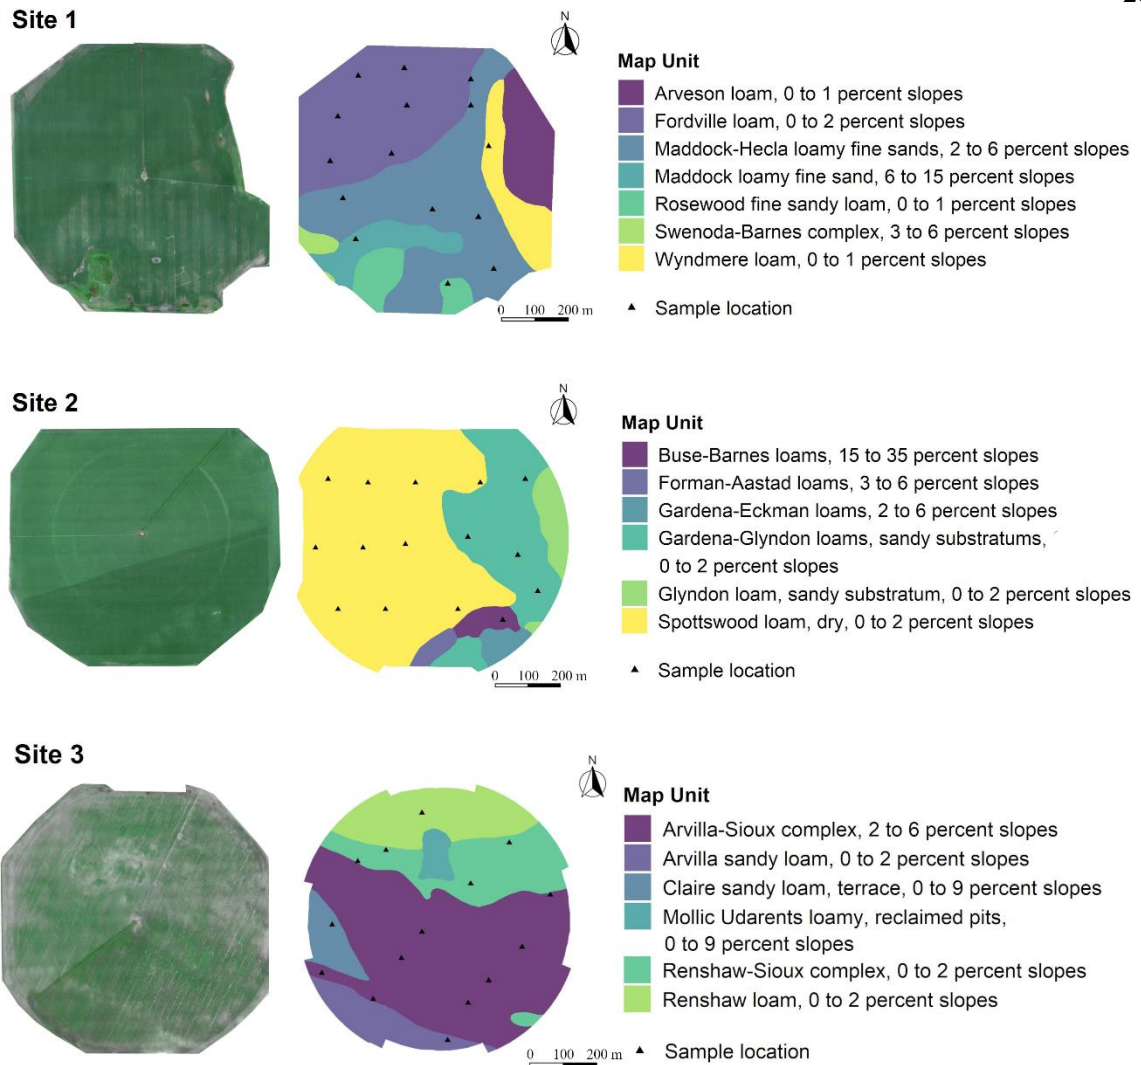 Site 1
N
Map Unit
Arveson loam, 0 to 1 percent slopes
Fordville loam, 0 to 2 percent slopes
Maddock-Hecla loamy fine sands, 2 to 6 percent slopes
Maddock loamy fine sand, 6 to 15 percent slopes
Rosewood fine sandy loam, 0 to 1 percent slopes
Swenoda-Barnes complex, 3 to 6 percent slopes
Wyndmere loam, 0 to 1 percent slopes
Sample location
0 100 200 m
Site 2
N
Map Unit
Buse-Barnes loams, 15 to 35 percent slopes
Forman-Aastad loams, 3 to 6 percent slopes
Gardena-Eckman loams, 2 to 6 percent slopes
Gardena-Glyndon loams, sandy substratums,
0 to 2 percent slopes
Glyndon loam, sandy substratum, 0 to 2 percent slopes
Spottswood loam, dry, 0 to 2 percent slopes
Sample location
0 100 200 m
Site 3
N
Map Unit
Arvilla-Sioux complex, 2 to 6 percent slopes
Arvilla sandy loam, 0 to 2 percent slopes
Claire sandy loam, terrace, 0 to 9 percent slopes
Mollic Udarents loamy, reclaimed pits,
0 to 9 percent slopes
Renshaw-Sioux complex, 0 to 2 percent slopes
Renshaw loam, 0 to 2 percent slopes
Sample location
0 100 200 m